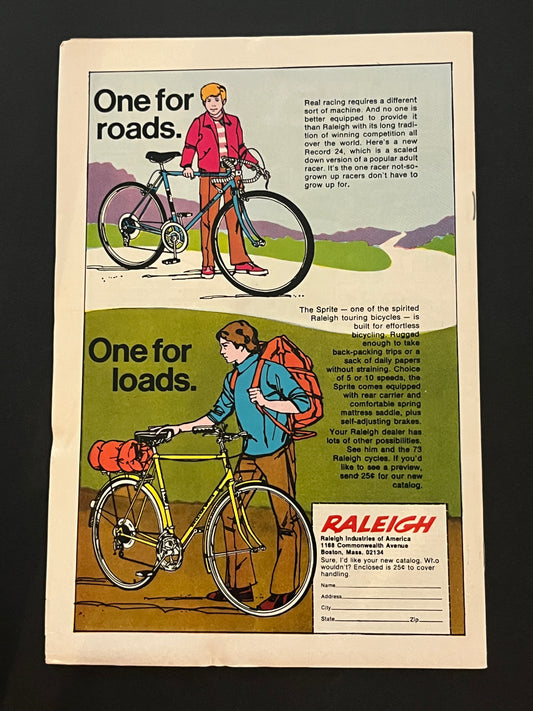 One for
roads.
Real racing requires a different
sort of machine. And no one is
better equipped to provide it
than Raleigh with its long tradi-
tion of winning competition all
over the world. Here's a new
Record 24, which is a scaled
down version of a popular adult
racer. It's the one racer not-so-
grown up racers don't have to
grow up for.
The Sprite — one of the spirited
Raleigh touring bicycles — is
built for effortless
bicycling. Rugged
enough to take
back-packing trips or a
sack of daily papers
without straining. Choice
of 5 or 10 speeds, the
Sprite comes equipped
with rear carrier and
comfortable spring
mattress saddle, plus
self-adjusting brakes.
Your Raleigh dealer has
lots of other possibilities.
See him and the 73
Raleigh cycles. If you'd
like to see a preview,
send 25¢ for our new
catalog.
One for
loads.
RALEIGH
Raleigh Industries of America
1168 Commonwealth Avenue
Boston, Mass. 02134
Sure, I'd like your new catalog. Who
wouldn't? Enclosed is 25¢ to cover
handling.
Name
Address
City
State Zip